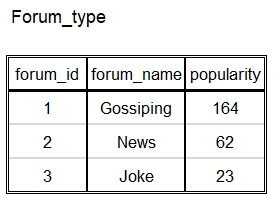 Forum_type
forum_id forum_name popularity
1 Gossiping 164
2 News 62
3 Joke 23